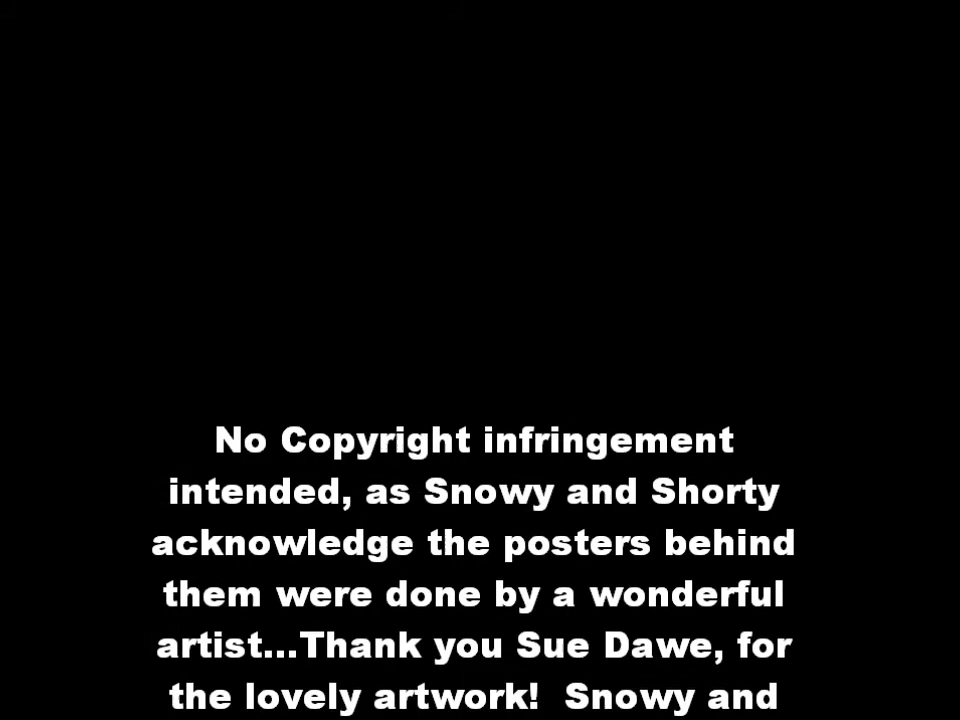 No Copyright infringement
intended, as Snowy and Shorty
acknowledge the posters behind
them were done by a wonderful
artist...Thank you Sue Dawe, for
the lovely artwork!  Snowy and